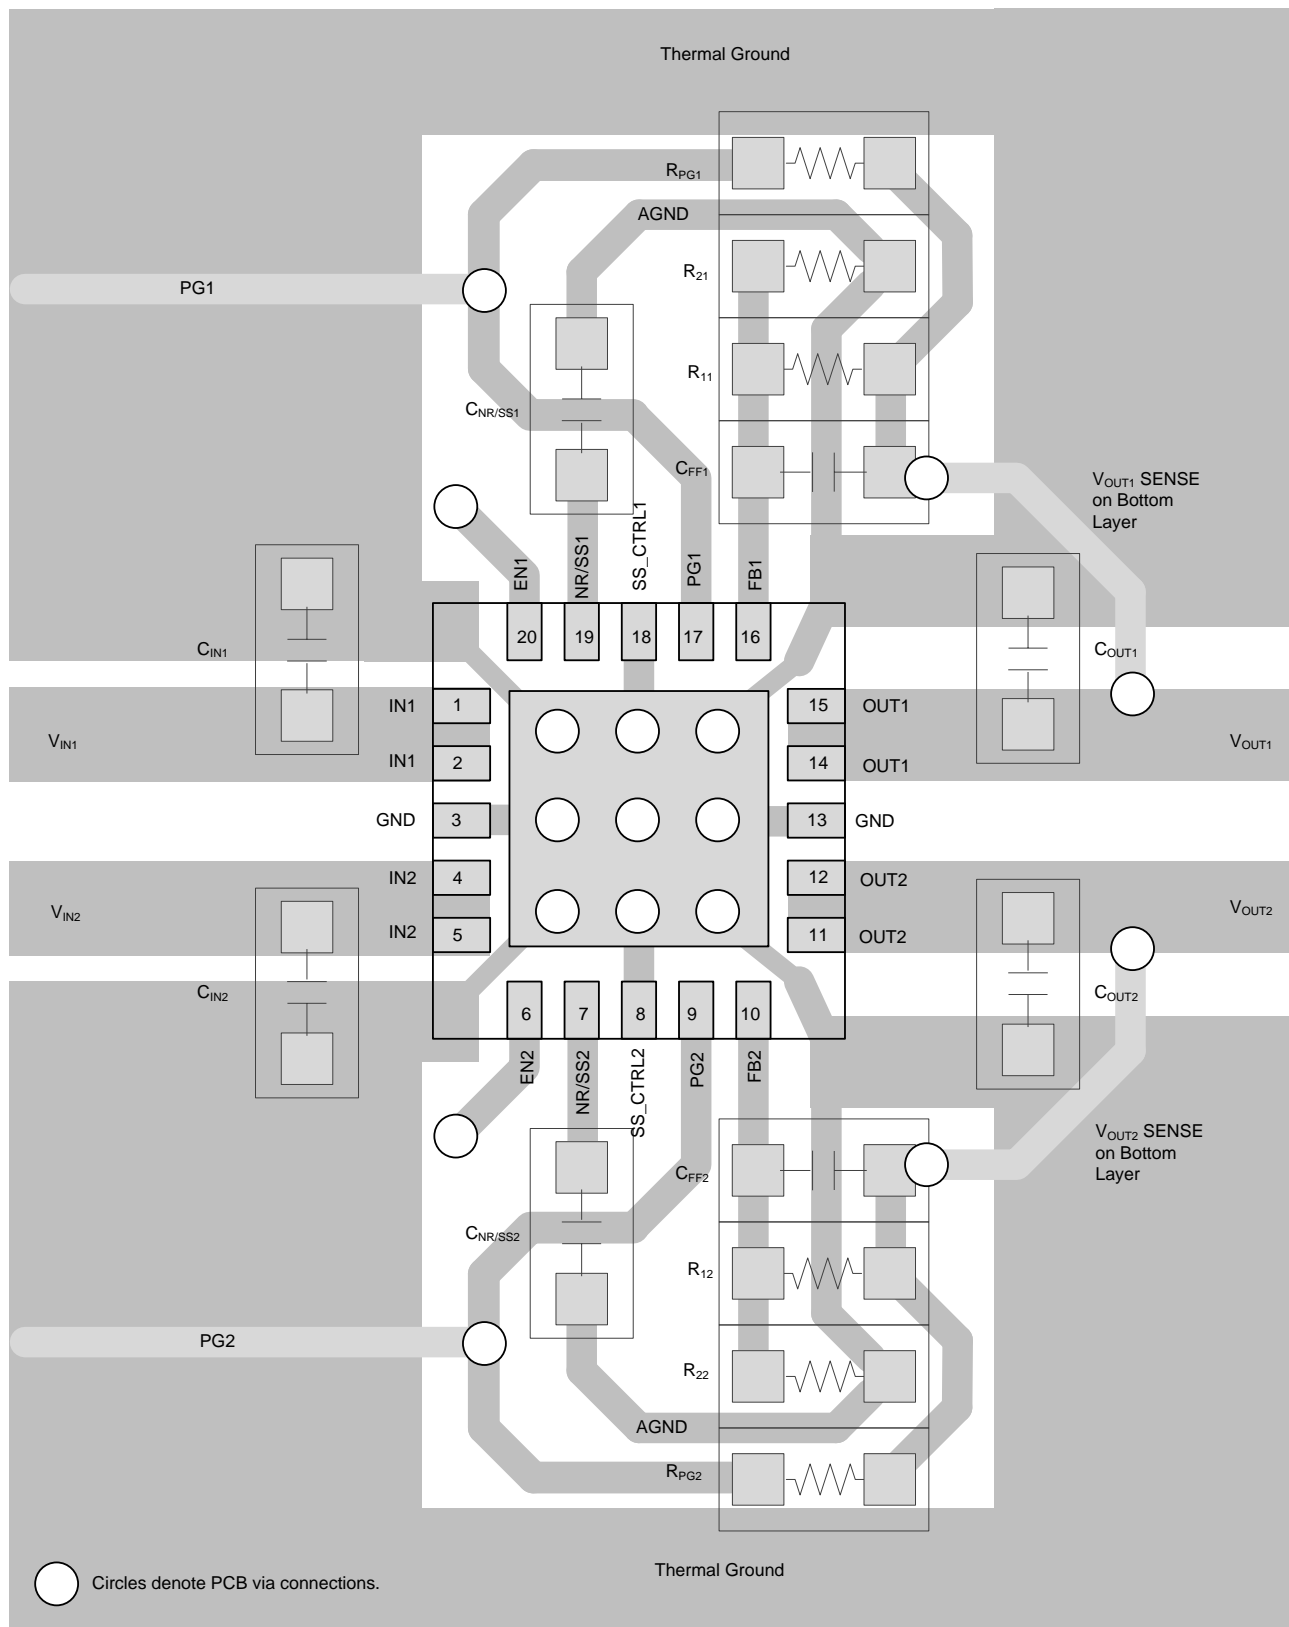 Thermal Ground
RPG1
AGND
R21
PG1
R11
CNR/SS1
CFF1
VOUT1 SENSE
on Bottom
Layer
EN1
NR/SS1
SS_CTRL1
PG1
FB1
20
19
18
17
16
CIN1
COUT1
IN1
1
15
OUT1
VIN1
VOUT1
IN1
2
14
OUT1
GND
3
13
GND
IN2
4
12
OUT2
VIN2
VOUT2
IN2
5
11
OUT2
CIN2
COUT2
6
7
8
9
10
EN2
NR/SS2
SS_CTRL2
PG2
FB2
VOUT2 SENSE
on Bottom
Layer
CFF2
CNR/SS2
R12
PG2
R22
AGND
RPG2
Thermal Ground
Circles denote PCB via connections.